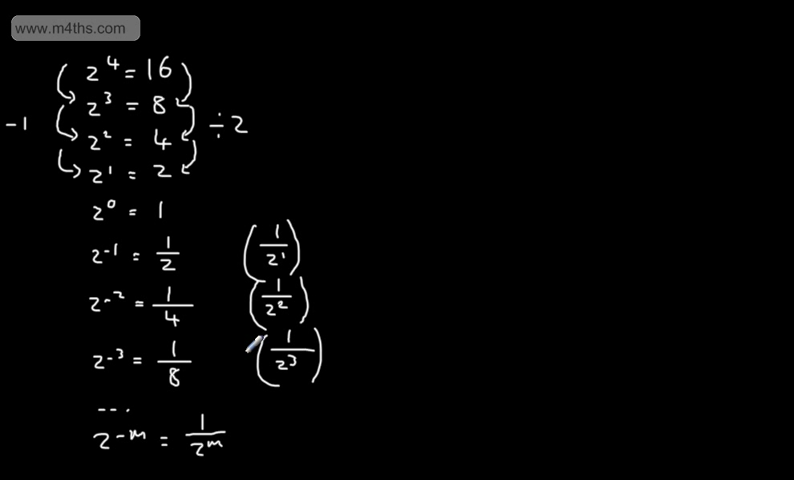 www.m4ths.com
2⁴ = 16
2³ = 8
-1
÷2
2² = 4
2¹ = 2
2⁰ = 1
2⁻¹ = 1/2 (1/2¹)
2⁻² = 1/4 (1/2²)
2⁻³ = 1/8 (1/2³)
...
2⁻ᵐ = 1/2ᵐ